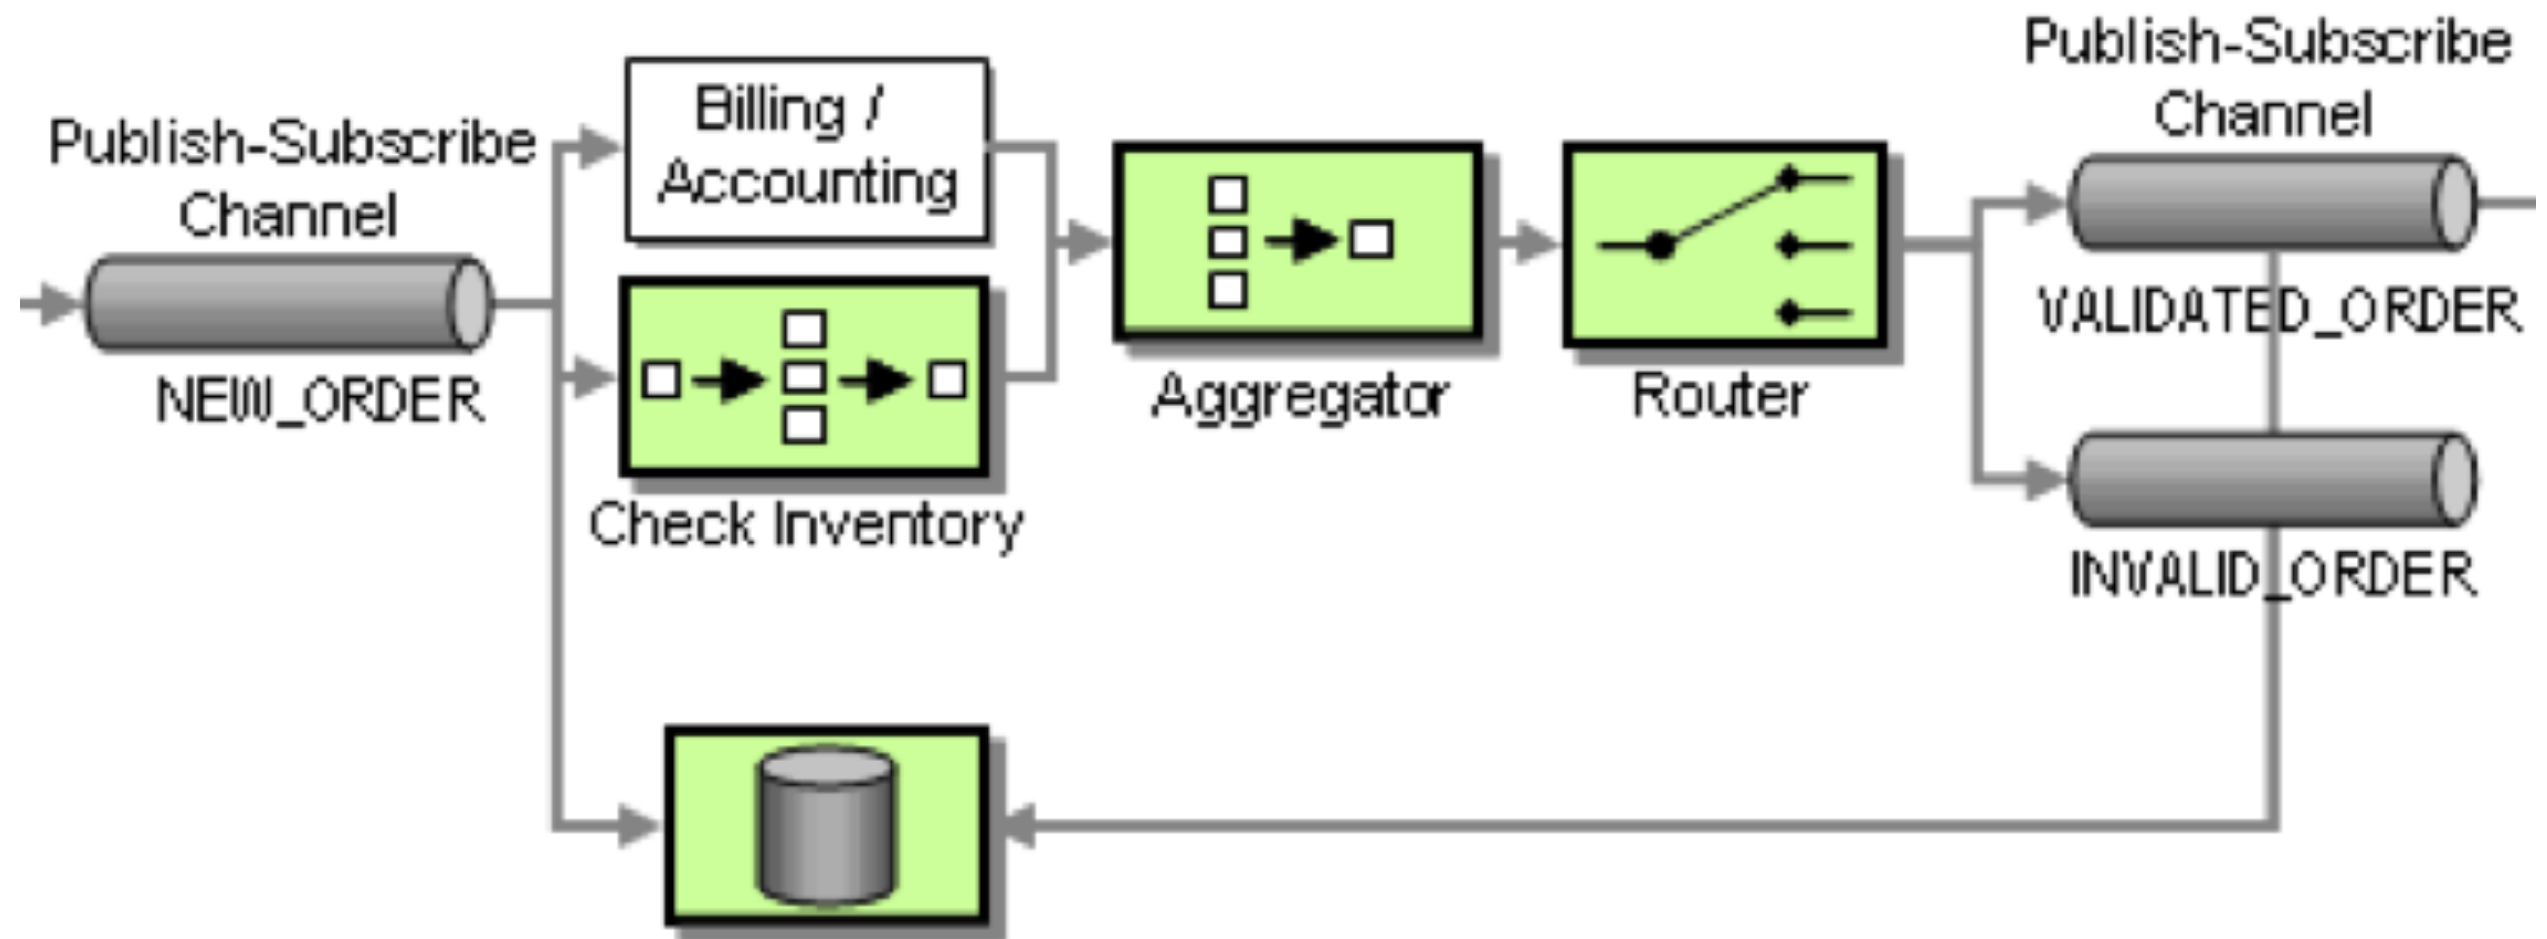 Publish-Subscribe
Channel
NEW_ORDER
Billing /
Accounting
Check Inventory
Aggregator
Router
Publish-Subscribe
Channel
VALIDATED_ORDER
INVALID_ORDER